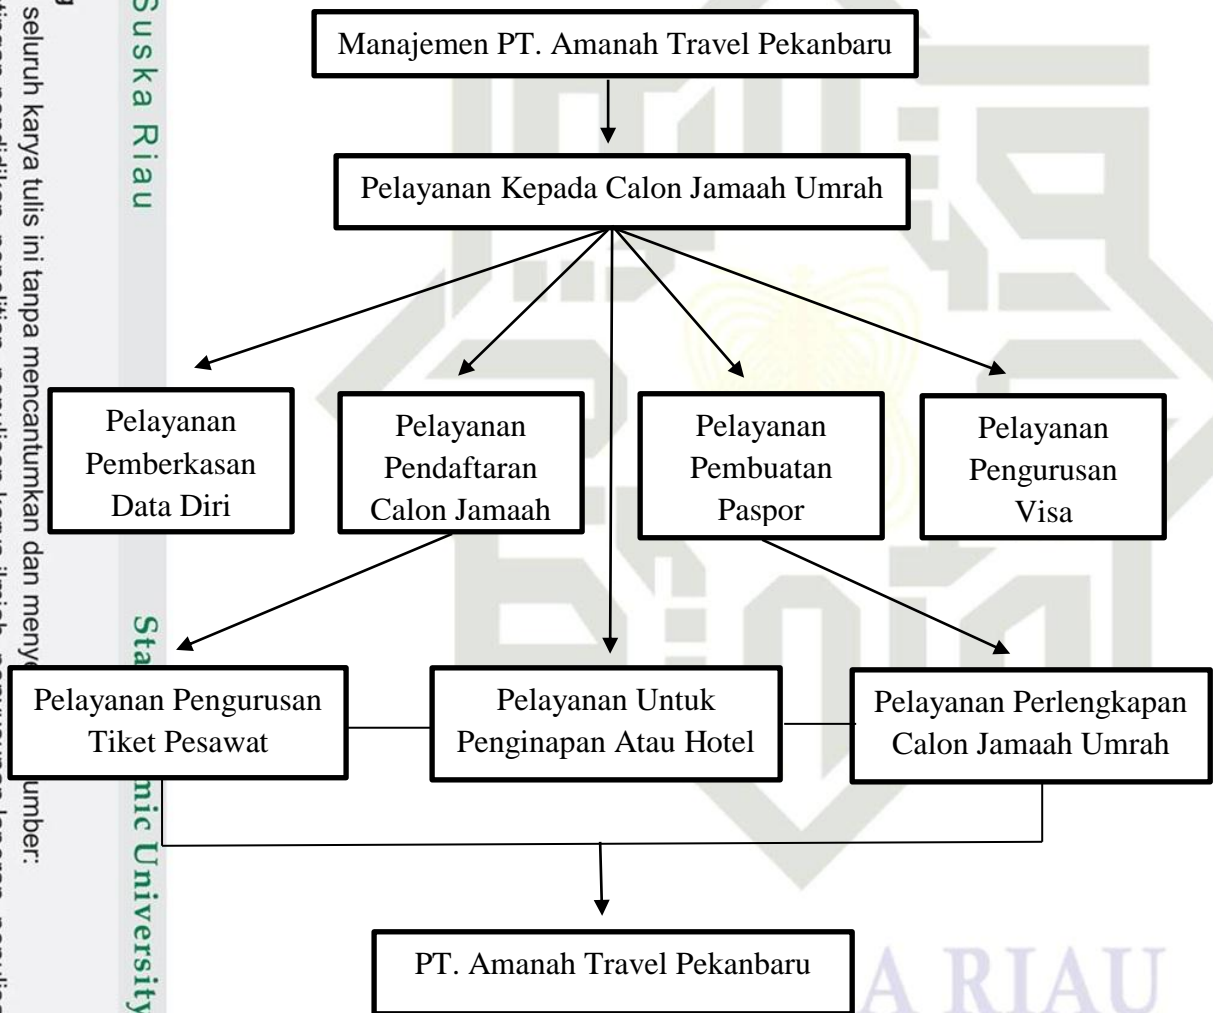 Manajemen PT. Amanah Travel Pekanbaru
Pelayanan Kepada Calon Jamaah Umrah
Pelayanan
Pemberkasan
Data Diri
Pelayanan
Pendaftaran
Calon Jamaah
Pelayanan
Pembuatan
Paspor
Pelayanan
Pengurusan
Visa
Pelayanan Pengurusan
Tiket Pesawat
Pelayanan Untuk
Penginapan Atau Hotel
Pelayanan Perlengkapan
Calon Jamaah Umrah
PT. Amanah Travel Pekanbaru
Suska Riau
mic University
seluruh karya tulis ini tanpa mencantumkan dan
umber:
A RIAU